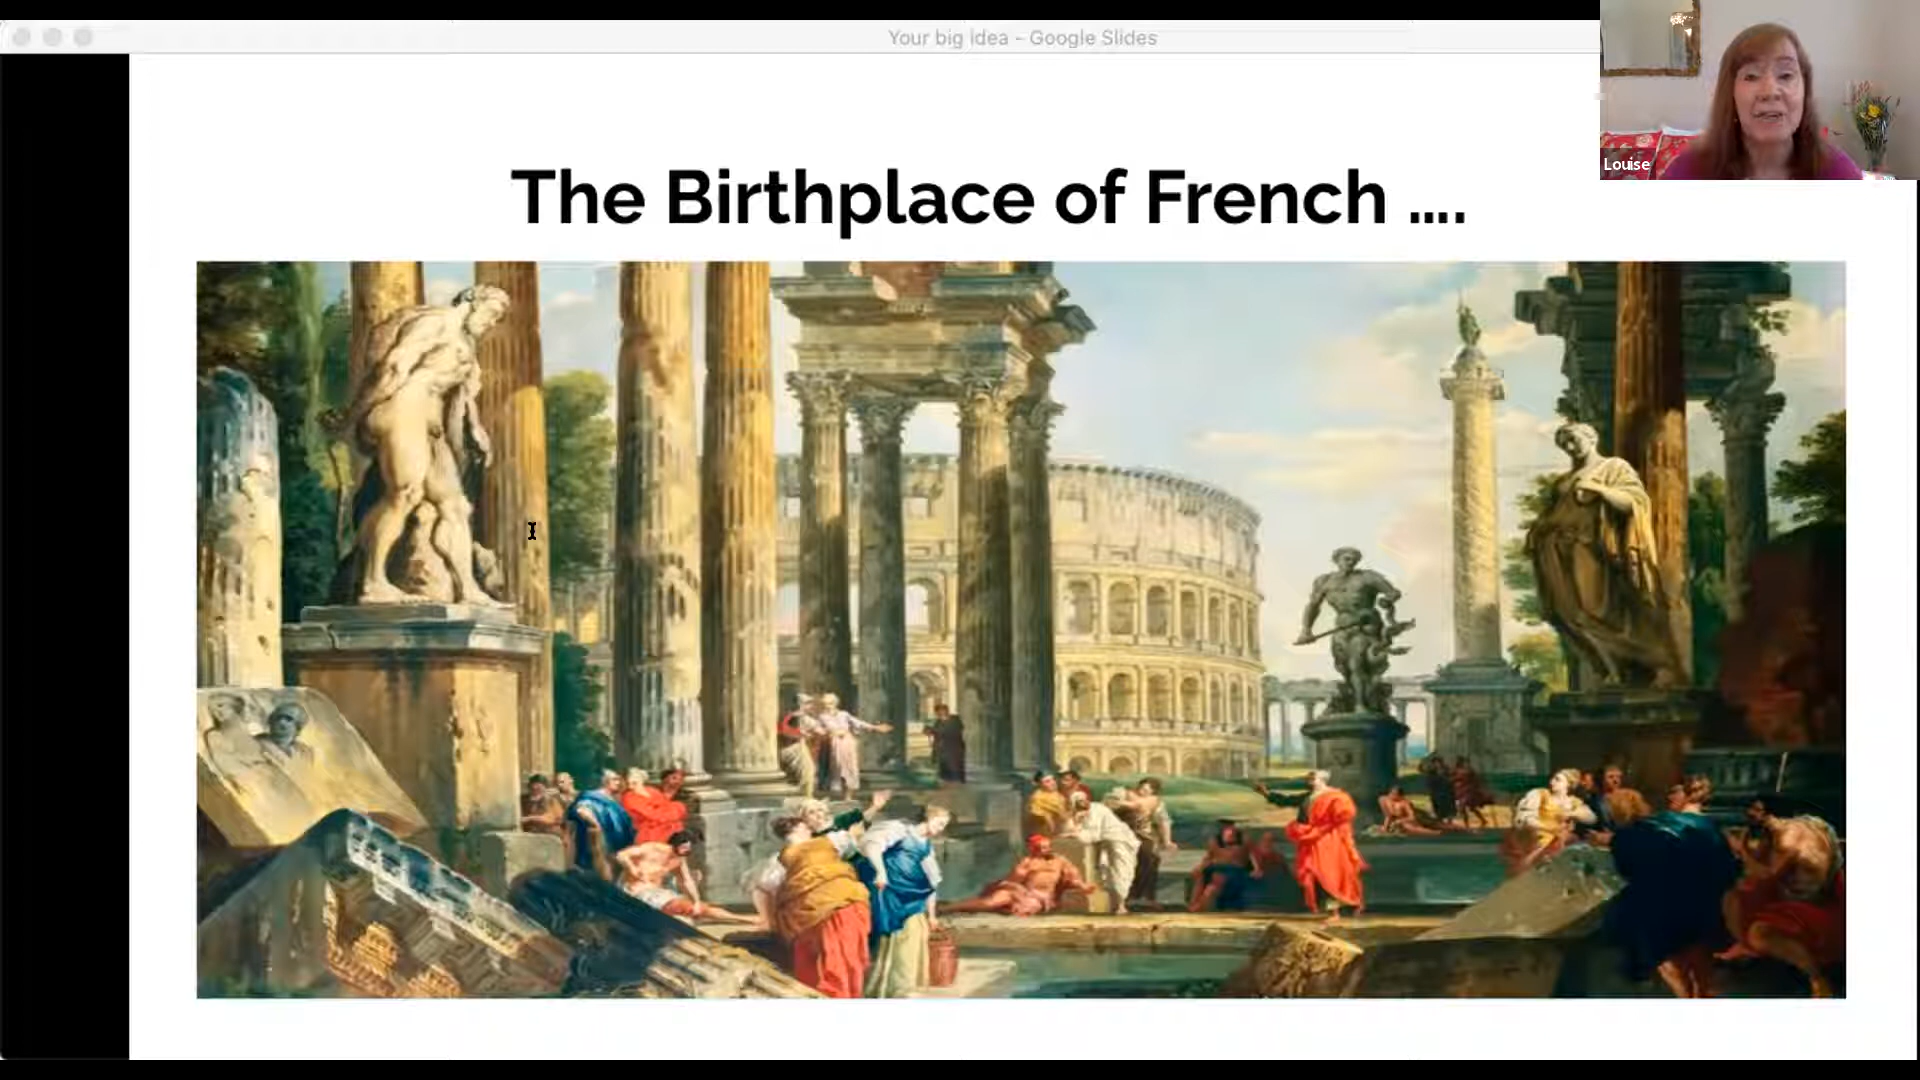 Your big idea - Google Slides
Louise
The Birthplace of French ....